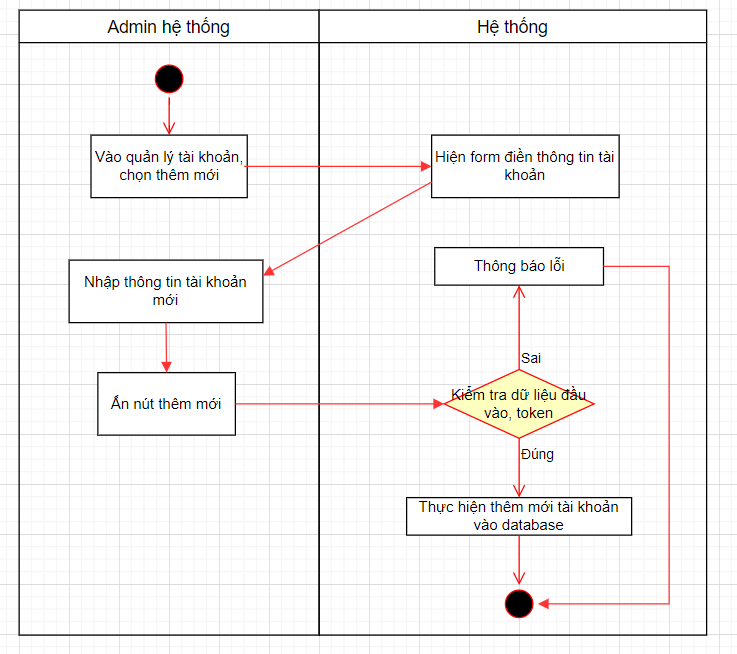 Admin hệ thống
Hệ thống
Vào quản lý tài khoản,
chọn thêm mới
Hiện form điền thông tin tài
khoản
Nhập thông tin tài khoản
mới
Thông báo lỗi
Sai
Ấn nút thêm mới
Kiểm tra dữ liệu đầu
vào, token
Đúng
Thực hiện thêm mới tài khoản
vào database